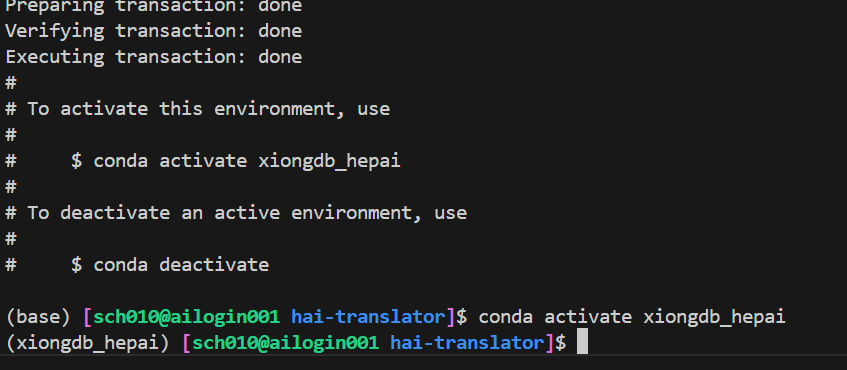 Preparing transaction: done
Verifying transaction: done
Executing transaction: done
#
# To activate this environment, use
#
#     $ conda activate xiongdb_hepai
#
# To deactivate an active environment, use
#
#     $ conda deactivate
(base) [sch010@ailogin001 hai-translator]$ conda activate xiongdb_hepai
(xiongdb_hepai) [sch010@ailogin001 hai-translator]$